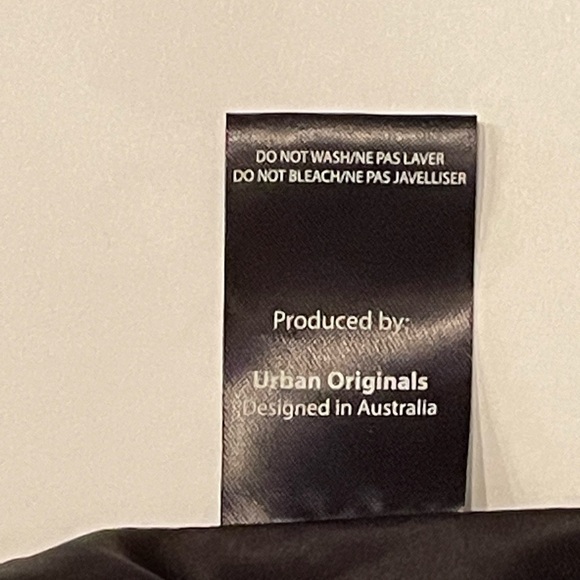 DO NOT WASH/NE PAS LAVER
DO NOT BLEACH/NE PAS JAVELLISER
Produced by:
Urban Originals
Designed in Australia